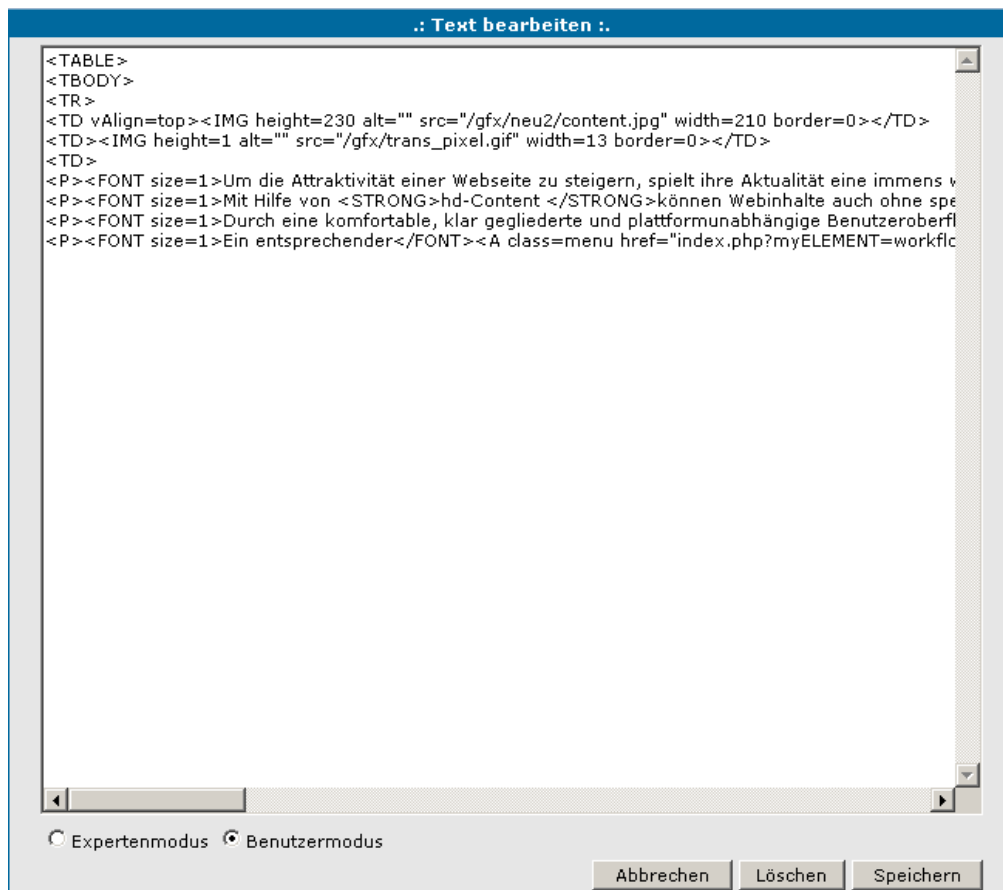 .: Text bearbeiten :.
<TABLE>
<TBODY>
<TR>
<TD vAlign=top><IMG height=230 alt="" src="/gfx/neu2/content.jpg" width=210 border=0></TD>
<TD><IMG height=1 alt="" src="/gfx/trans_pixel.gif" width=13 border=0></TD>
<TD>
<P><FONT size=1>Um die Attraktivität einer Webseite zu steigern, spielt ihre Aktualität eine immens
<P><FONT size=1>Mit Hilfe von <STRONG>hd-Content </STRONG>können Webinhalte auch ohne spe
<P><FONT size=1>Durch eine komfortable, klar gegliederte und plattformunabhängige Benutzeroberfl
<P><FONT size=1>Ein entsprechender</FONT><A class=menu href="index.php?myELEMENT=workflo
Expertenmodus Benutzermodus
Abbrechen Löschen Speichern